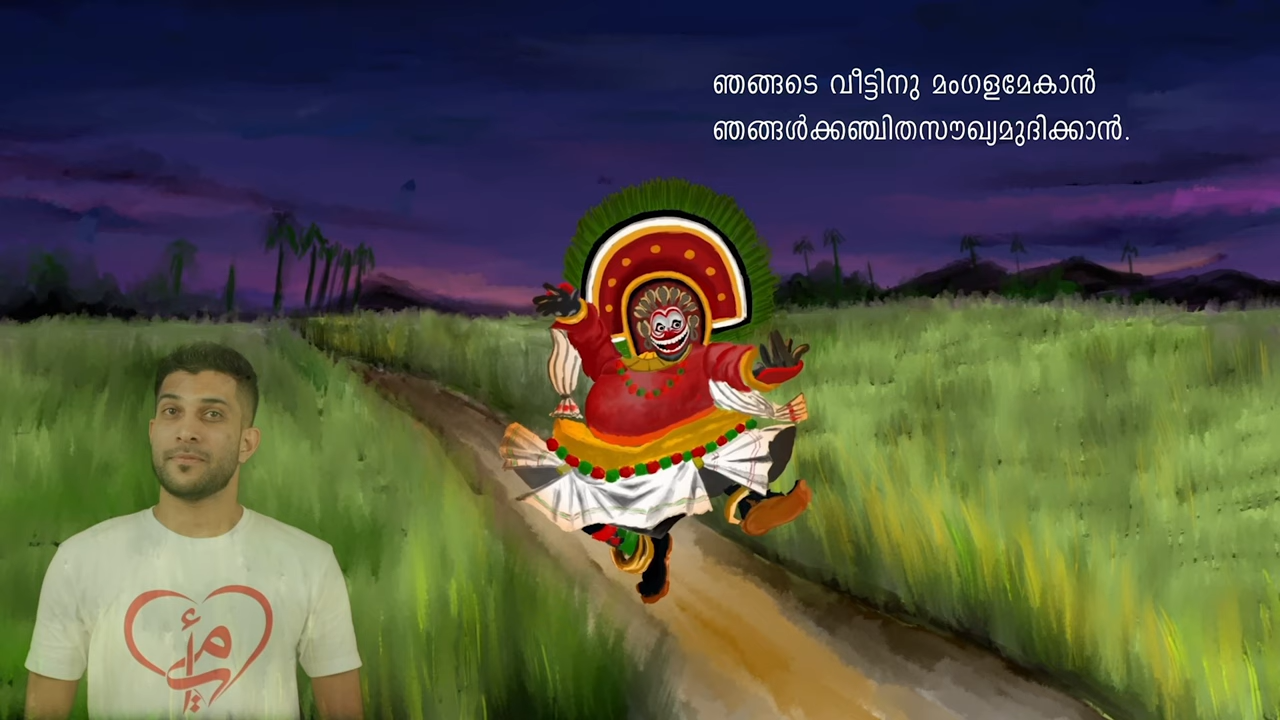 ഞങ്ങടെ വീട്ടിനു മംഗളമേകാൻ
ഞങ്ങൾക്കഞ്ചിതസൗഖ്യമുദിക്കാൻ.